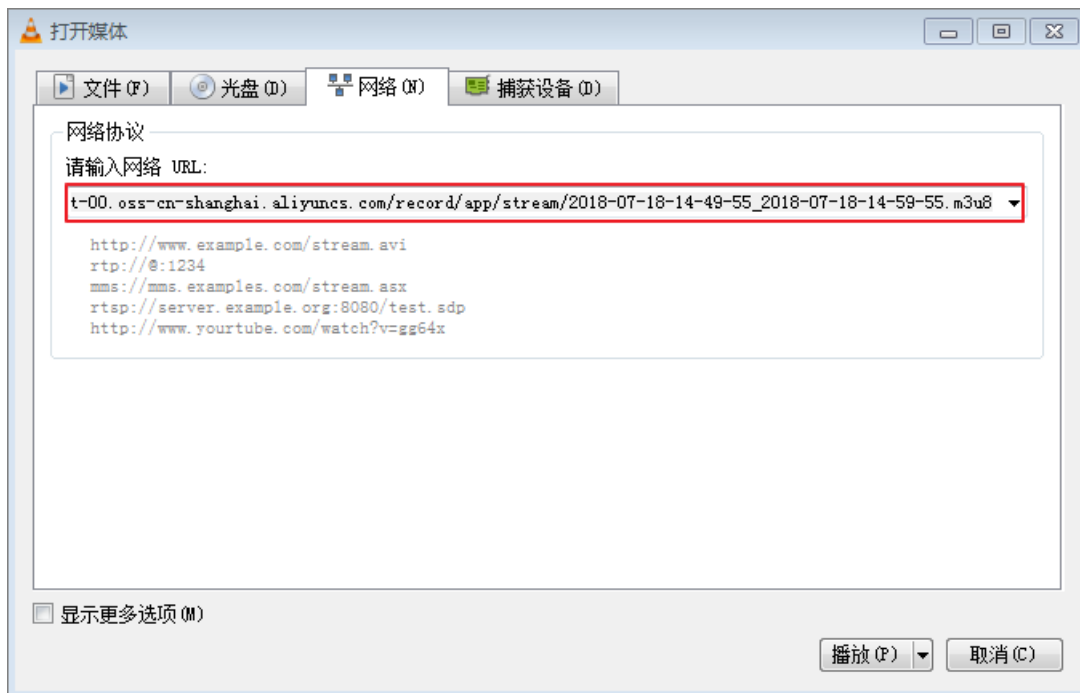 打开媒体
文件(F) 光盘(D) 网络(N) 捕获设备(D)
网络协议
请输入网络 URL:
t-00.oss-cn-shanghai.aliyuncs.com/record/app/stream/2018-07-18-14-49-55_2018-07-18-14-59-55.m3u8
http://www.example.com/stream.avi
rtp://@:1234
mms://mms.examples.com/stream.asx
rtsp://server.example.org:8080/test.sdp
http://www.yourtube.com/watch?v=gg64x
显示更多选项(M)
播放(P) 取消(C)